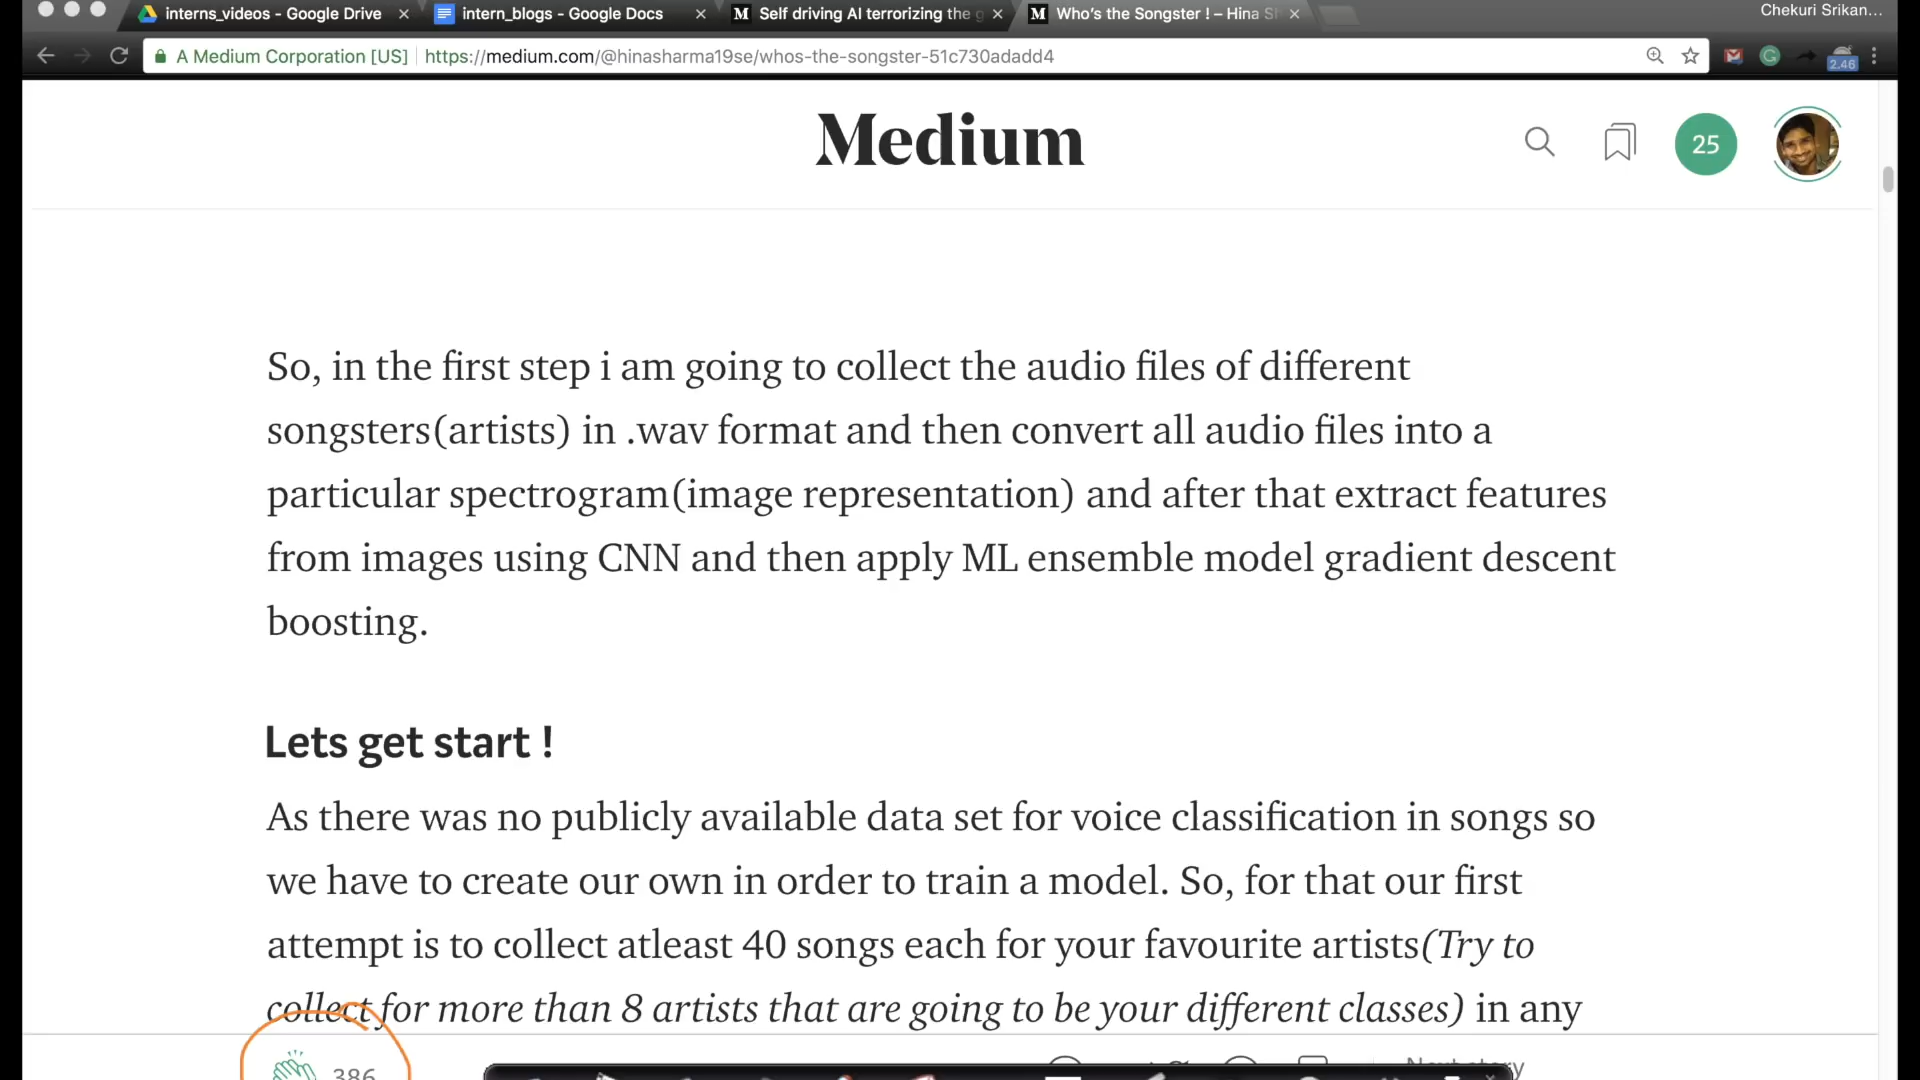 interns_videos - Google Drive
intern_blogs - Google Docs
Self driving AI terrorizing the g
Who's the Songster ! – Hina S
Chekuri Srikan...
A Medium Corporation [US]
https://medium.com/@hinasharma19se/whos-the-songster-51c730adadd4
2.46
Medium
25
So, in the first step i am going to collect the audio files of different
songsters(artists) in .wav format and then convert all audio files into a
particular spectrogram(image representation) and after that extract features
from images using CNN and then apply ML ensemble model gradient descent
boosting.
Lets get start !
As there was no publicly available data set for voice classification in songs so
we have to create our own in order to train a model. So, for that our first
attempt is to collect atleast 40 songs each for your favourite artists(Try to
collect for more than 8 artists that are going to be your different classes) in any
386
Next story